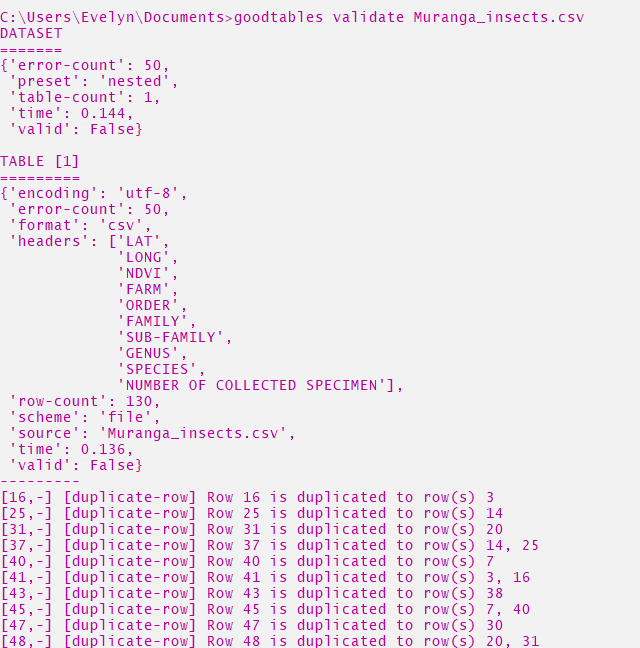 C:\Users\Evelyn\Documents>goodtables validate Muranga_insects.csv
DATASET
=======
{'error-count': 50,
 'preset': 'nested',
 'table-count': 1,
 'time': 0.144,
 'valid': False}

TABLE [1]
=========
{'encoding': 'utf-8',
 'error-count': 50,
 'format': 'csv',
 'headers': ['LAT',
             'LONG',
             'NDVI',
             'FARM',
             'ORDER',
             'FAMILY',
             'SUB-FAMILY',
             'GENUS',
             'SPECIES',
             'NUMBER OF COLLECTED SPECIMEN'],
 'row-count': 130,
 'scheme': 'file',
 'source': 'Muranga_insects.csv',
 'time': 0.136,
 'valid': False}
---------
[16,-] [duplicate-row] Row 16 is duplicated to row(s) 3
[25,-] [duplicate-row] Row 25 is duplicated to row(s) 14
[31,-] [duplicate-row] Row 31 is duplicated to row(s) 20
[37,-] [duplicate-row] Row 37 is duplicated to row(s) 14, 25
[40,-] [duplicate-row] Row 40 is duplicated to row(s) 7
[41,-] [duplicate-row] Row 41 is duplicated to row(s) 3, 16
[43,-] [duplicate-row] Row 43 is duplicated to row(s) 38
[45,-] [duplicate-row] Row 45 is duplicated to row(s) 7, 40
[47,-] [duplicate-row] Row 47 is duplicated to row(s) 30
[48,-] [duplicate-row] Row 48 is duplicated to row(s) 20, 31